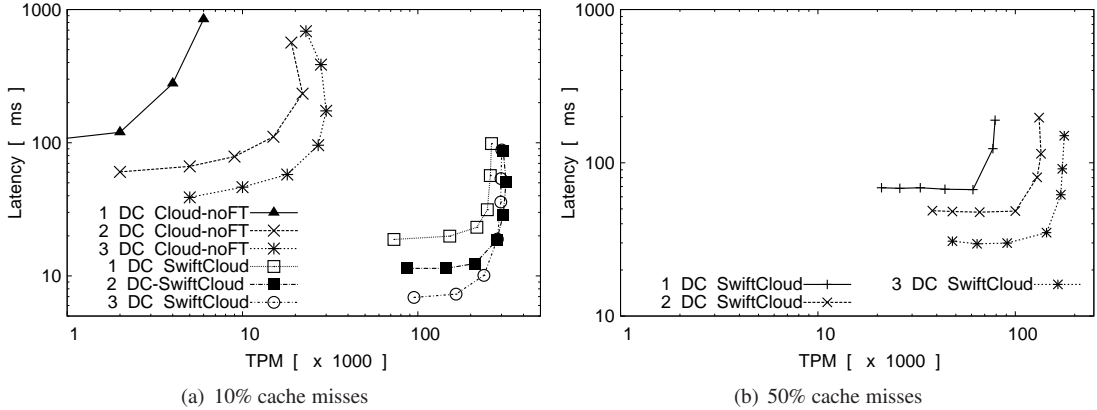 1000
100
10
Latency [ ms ]
1 DC Cloud-noFT
2 DC Cloud-noFT
3 DC Cloud-noFT
1 DC SwiftCloud
2 DC-SwiftCloud
3 DC SwiftCloud
1 10 100
TPM [ x 1000 ]
(a) 10% cache misses
1000
100
10
Latency [ ms ]
1 DC SwiftCloud
2 DC SwiftCloud
3 DC SwiftCloud
1 10 100
TPM [ x 1000 ]
(b) 50% cache misses